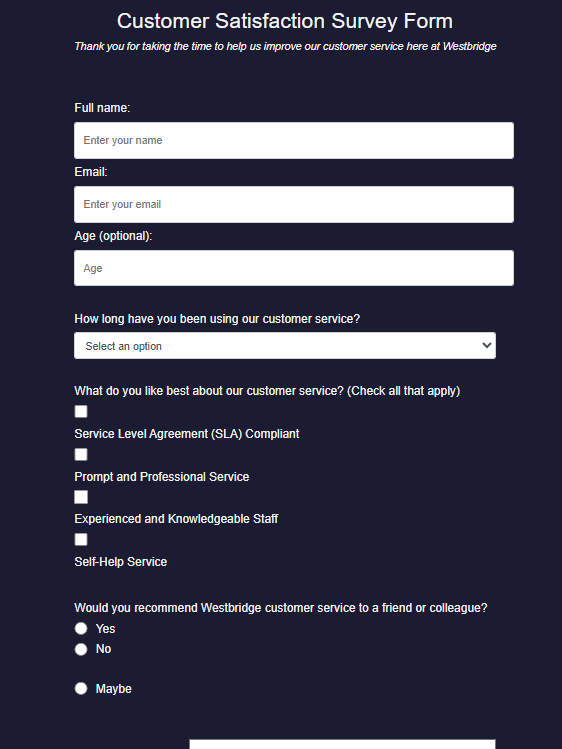 Customer Satisfaction Survey Form
Thank you for taking the time to help us improve our customer service here at Westbridge
Full name:
Enter your name
Email:
Enter your email
Age (optional):
Age
How long have you been using our customer service?
Select an option
What do you like best about our customer service? (Check all that apply)
Service Level Agreement (SLA) Compliant
Prompt and Professional Service
Experienced and Knowledgeable Staff
Self-Help Service
Would you recommend Westbridge customer service to a friend or colleague?
Yes
No
Maybe